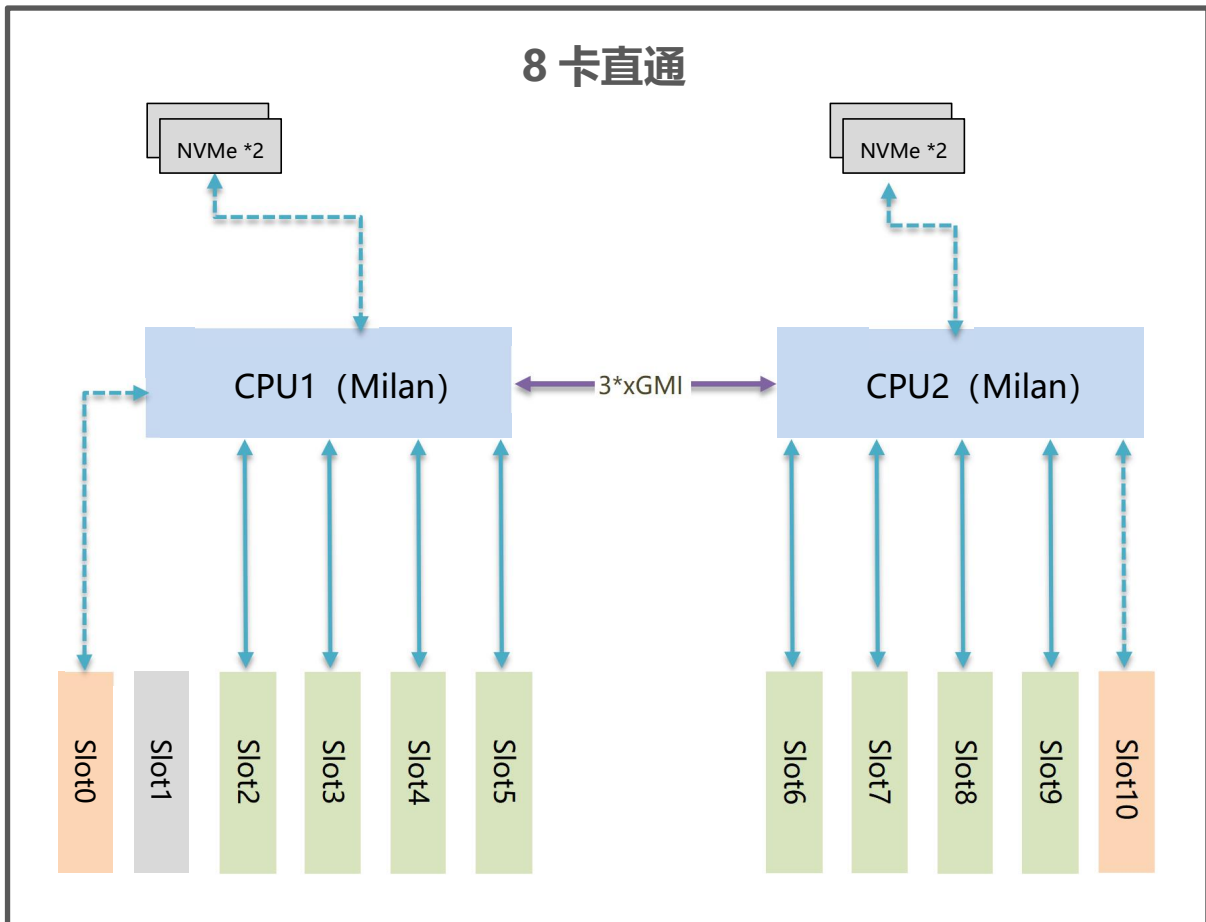 8 卡直通
NVMe *2
NVMe *2
CPU1（Milan）
3*xGMI
CPU2（Milan）
Slot0
Slot1
Slot2
Slot3
Slot4
Slot5
Slot6
Slot7
Slot8
Slot9
Slot10